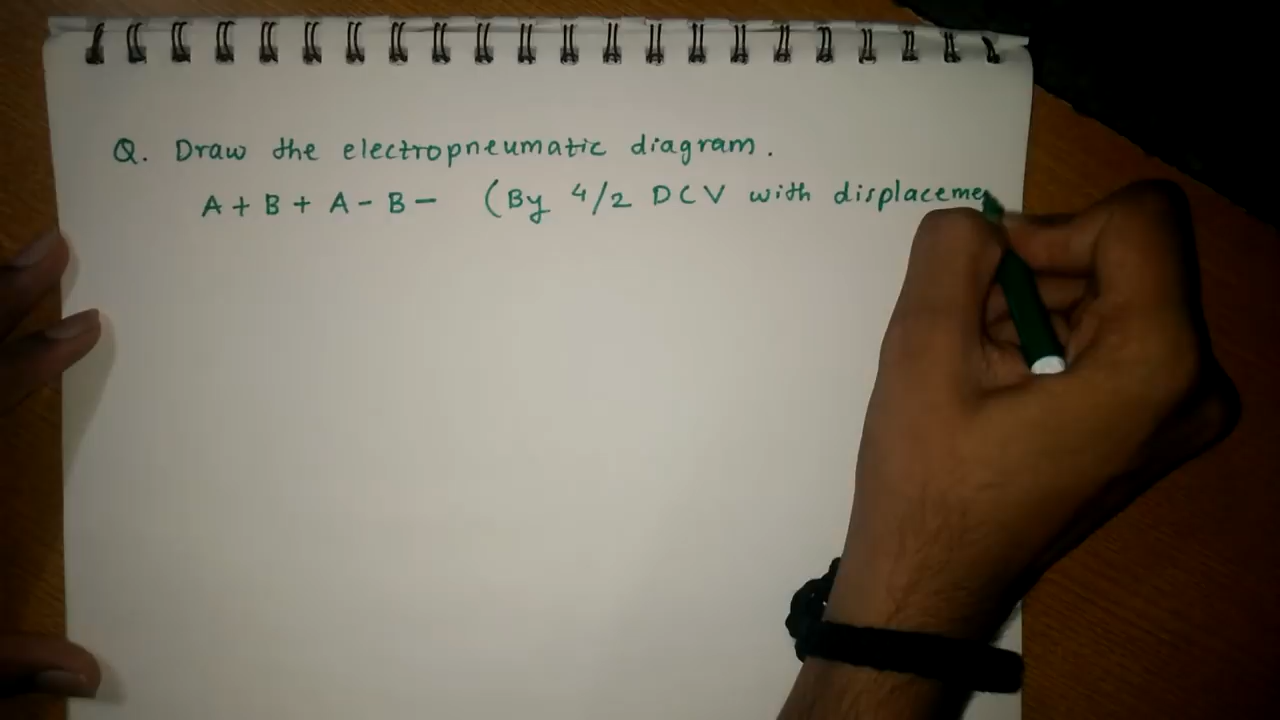 Q. Draw the electropneumatic diagram.
A + B + A - B - (By 4/2 DCV with displaceme